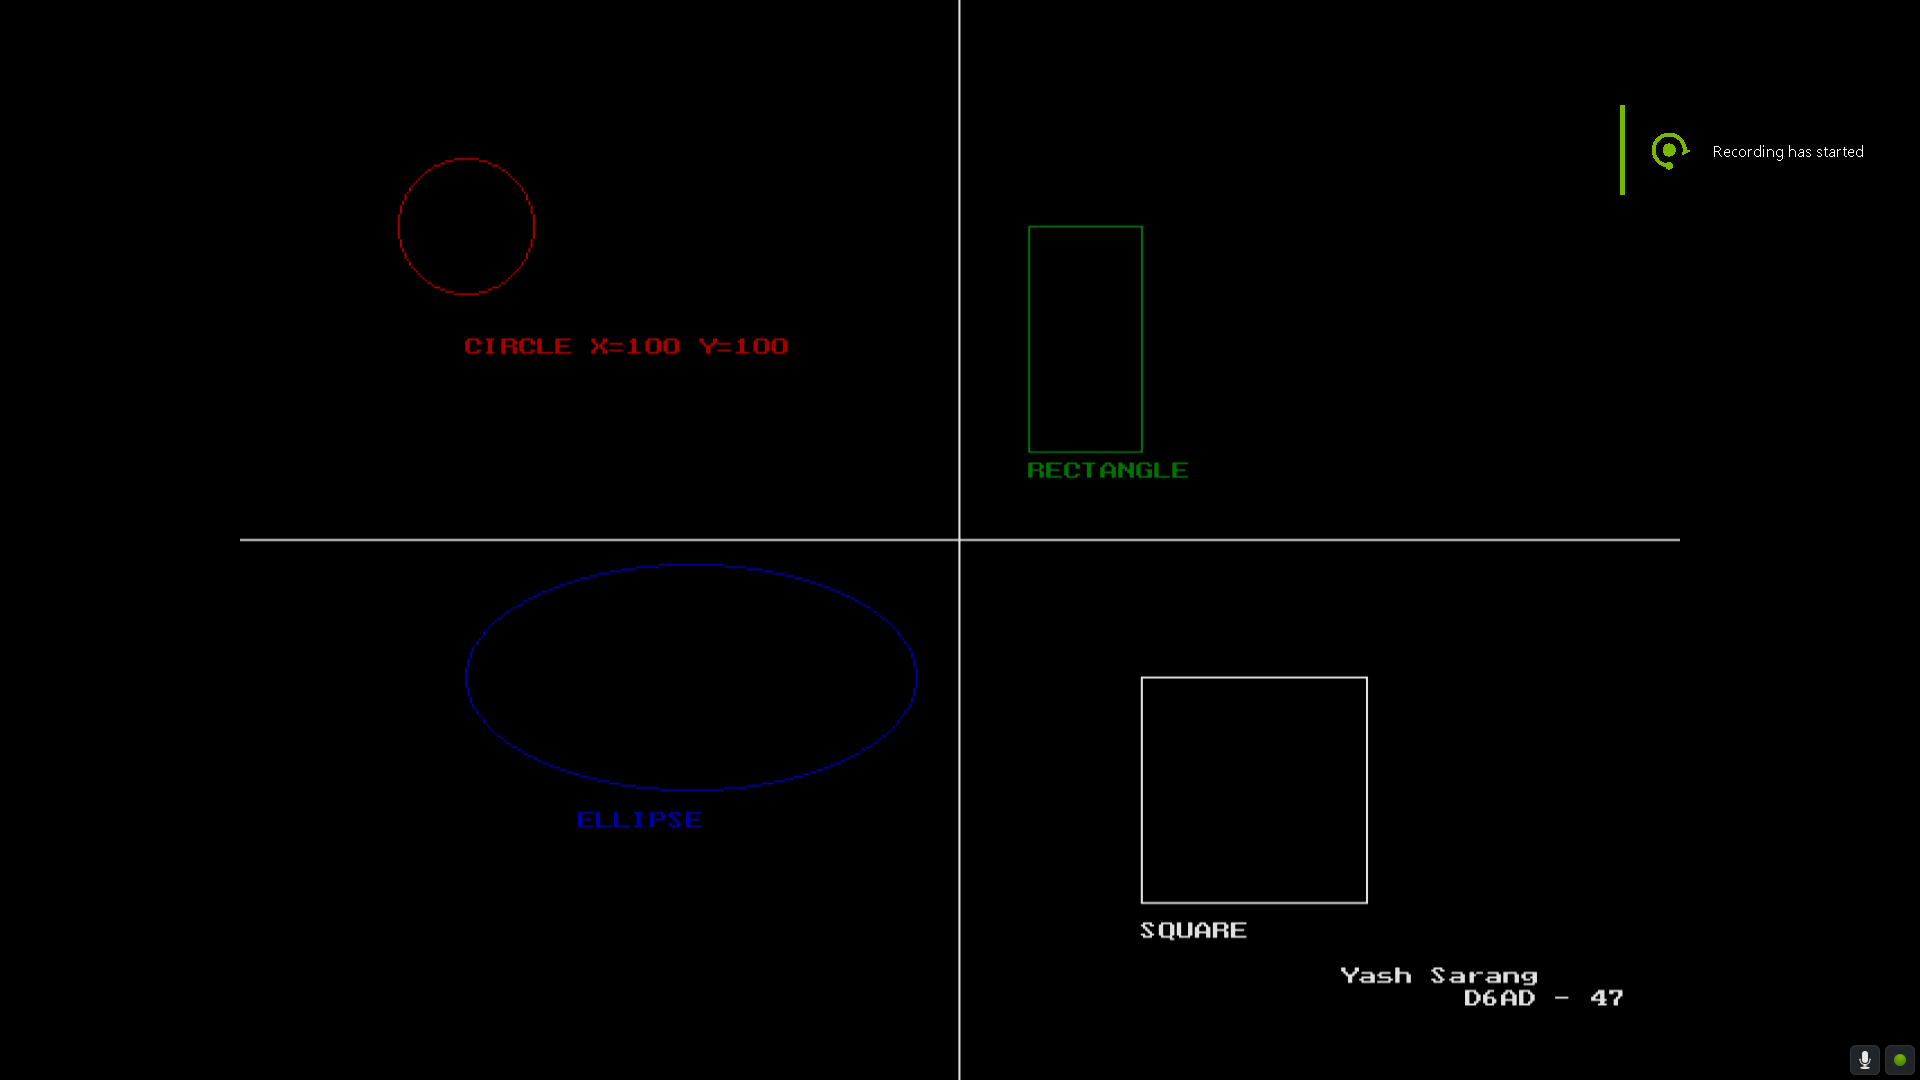 Recording has started
CIRCLE X=100 Y=100
RECTANGLE
ELLIPSE
SQUARE
Yash Sarang
D6AD - 47